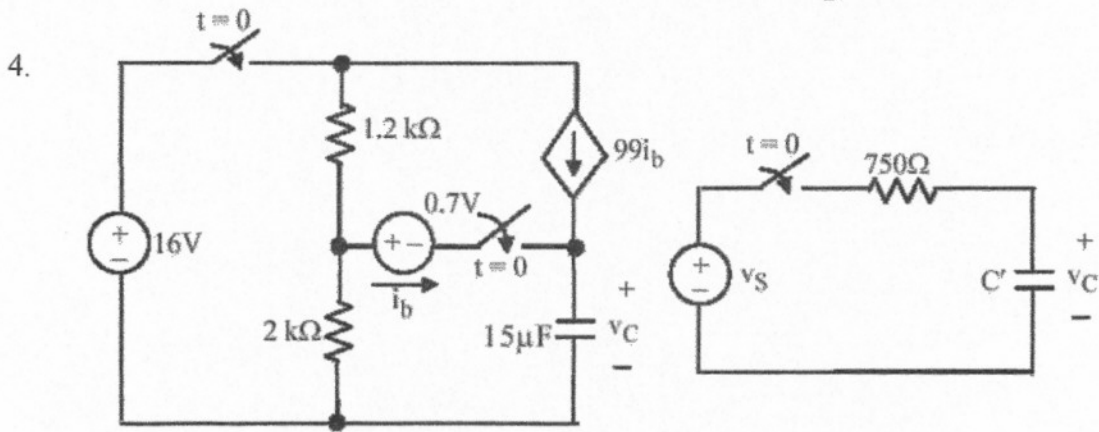 4.
t = 0
1.2 kΩ
99i_b
16V
0.7V
t = 0
i_b
2 kΩ
15μF
+
v_C
−
t = 0
750Ω
v_S
C'
+
v_C
−